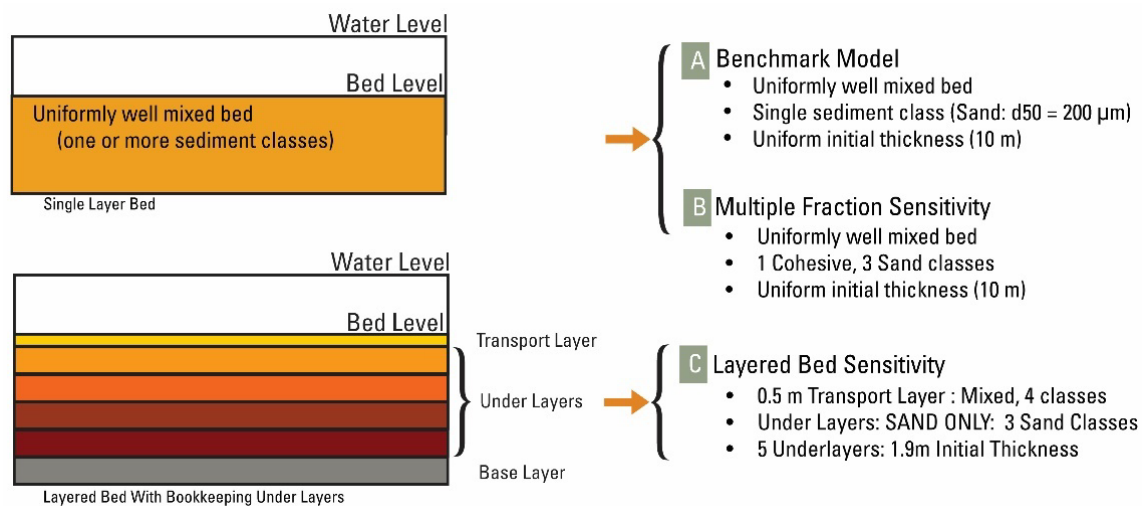 Water Level
Bed Level
Uniformly well mixed bed
(one or more sediment classes)
Single Layer Bed
A Benchmark Model
• Uniformly well mixed bed
• Single sediment class (Sand: d50 = 200 µm)
• Uniform initial thickness (10 m)
B Multiple Fraction Sensitivity
• Uniformly well mixed bed
• 1 Cohesive, 3 Sand classes
• Uniform initial thickness (10 m)
Water Level
Bed Level
Transport Layer
Under Layers
Base Layer
Layered Bed With Bookkeeping Under Layers
C Layered Bed Sensitivity
• 0.5 m Transport Layer : Mixed, 4 classes
• Under Layers: SAND ONLY: 3 Sand Classes
• 5 Underlayers: 1.9m Initial Thickness